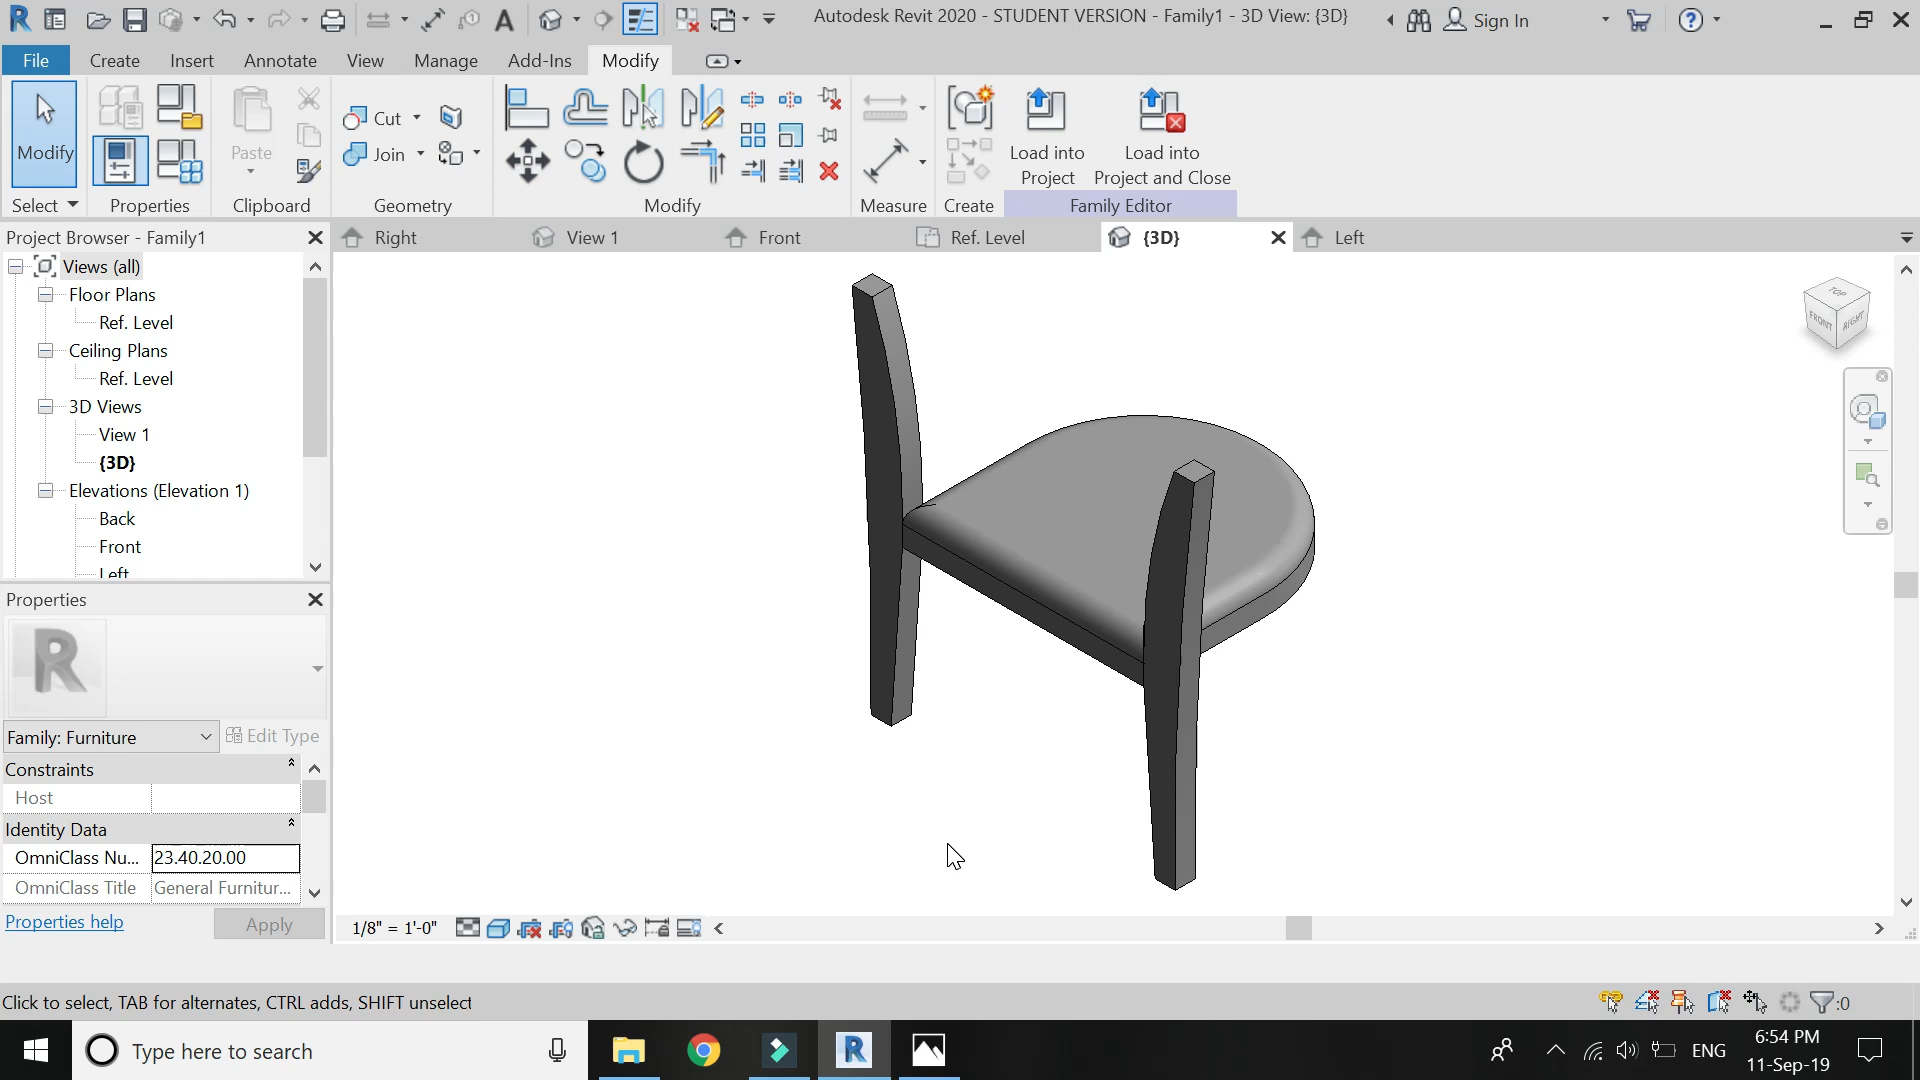 Autodesk Revit 2020 - STUDENT VERSION - Family1 - 3D View: {3D}
Sign In
File Create Insert Annotate View Manage Add-Ins Modify
Modify
Paste
Cut
Join
Load into Project
Load into Project and Close
Select Properties Clipboard Geometry Modify Measure Create Family Editor
Project Browser - Family1
Right View 1 Front Ref. Level {3D} Left
Views (all)
Floor Plans
Ref. Level
Ceiling Plans
Ref. Level
3D Views
View 1
{3D}
Elevations (Elevation 1)
Back
Front
Left
TOP
FRONT RIGHT
Properties
Family: Furniture
Edit Type
Constraints
Host
Identity Data
OmniClass Nu... 23.40.20.00
OmniClass Title General Furnitur...
Properties help
Apply
1/8" = 1'-0"
Click to select, TAB for alternates, CTRL adds, SHIFT unselect
:0
Type here to search
ENG
6:54 PM
11-Sep-19